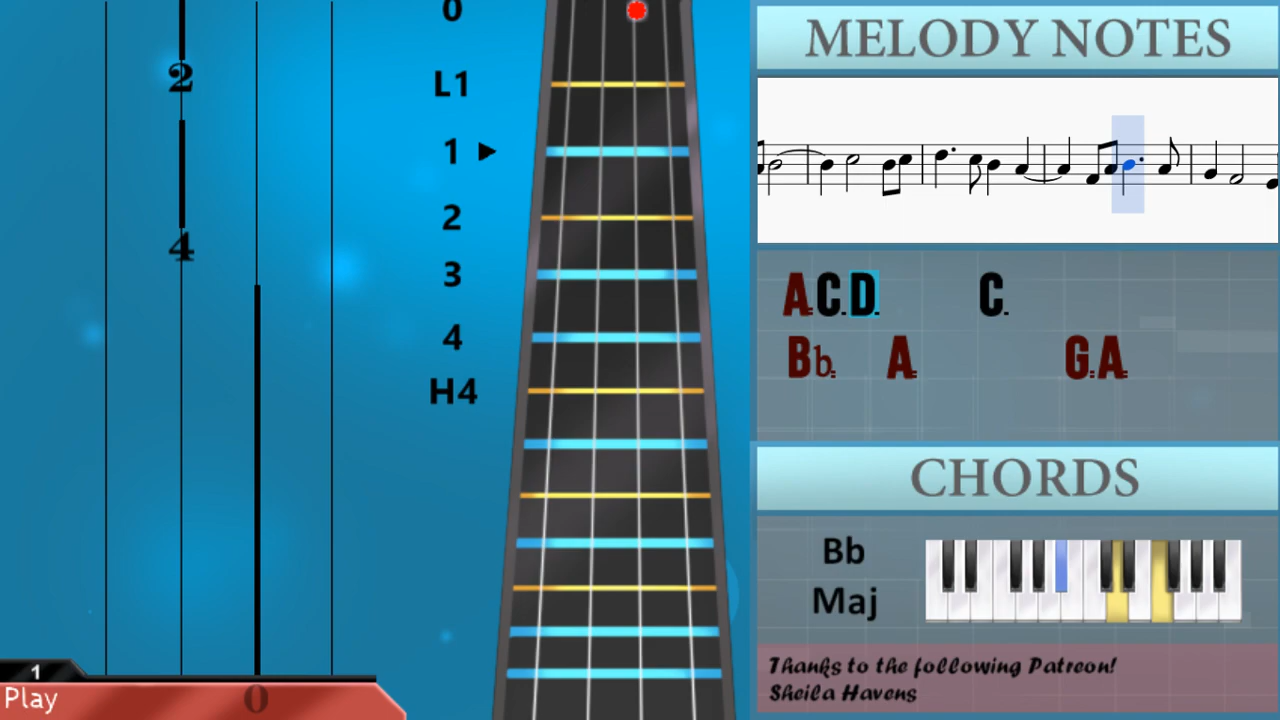 2
4
1
Play
0
0
L1
1
2
3
4
H4
MELODY NOTES
A. C. D.
C.
Bb. A.
G. A.
CHORDS
Bb
Maj
Thanks to the following Patreon!
Sheila Havens